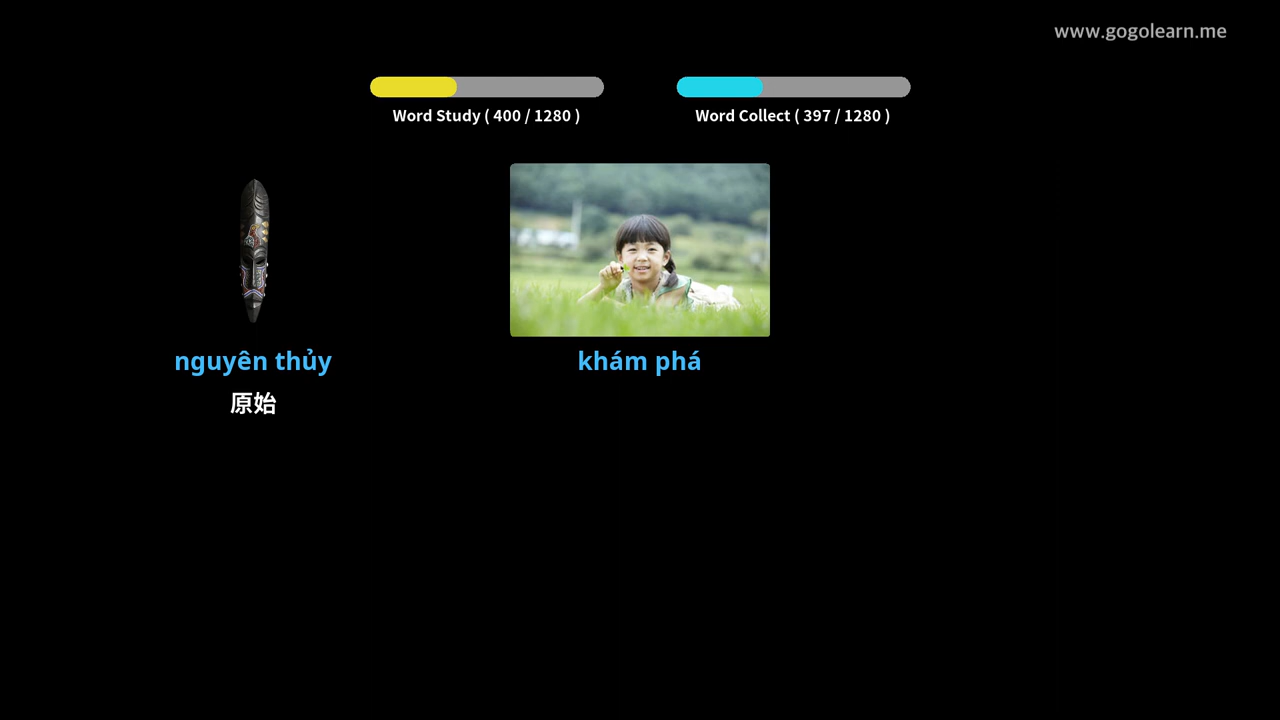 www.gogolearn.me
Word Study ( 400 / 1280 )
Word Collect ( 397 / 1280 )
nguyên thủy
khám phá
原始